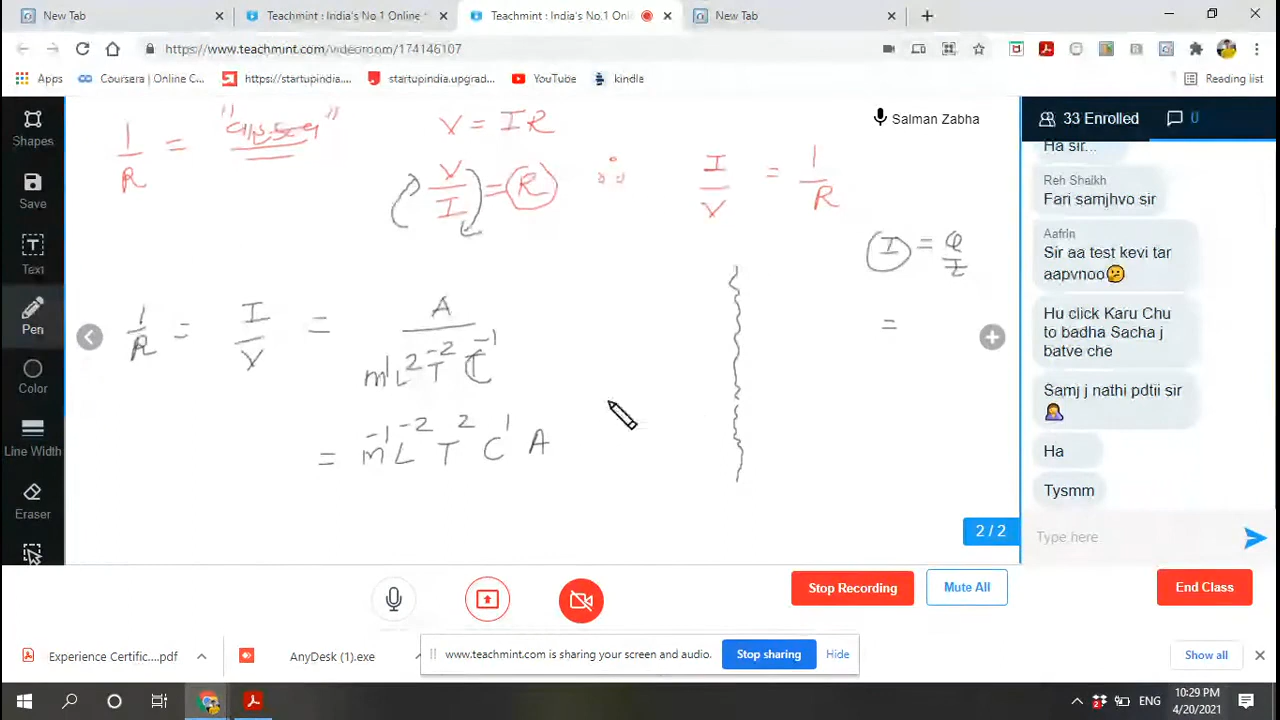 New Tab
Teachmint : India's No.1 Online
Teachmint : India's No.1 Onli
New Tab
https://www.teachmint.com/videoroom/174146107
Apps
Coursera | Online C...
https://startupindia....
startupindia.upgrad...
YouTube
kindle
Reading list
Shapes
Save
Text
Pen
Color
Line Width
Eraser
1/R =
V = IR
V/I = R ∴ I/V = 1/R
I = Q/t
=
1/R = I/V = A / M¹L²T⁻²C⁻¹
= M⁻¹L⁻²T²C¹A
Salman Zabha
2 / 2
33 Enrolled
0
Ha sir...
Reh Shaikh
Fari samjhvo sir
Afrin
Sir aa test kevi tar
aapvnoo
Hu click Karu Chu
to badha Sacha j
batve che
Samj j nathi pdtii sir
Ha
Tysmm
Type here
Stop Recording
Mute All
End Class
Experience Certific....pdf
AnyDesk (1).exe
www.teachmint.com is sharing your screen and audio.
Stop sharing
Hide
Show all
ENG
10:29 PM
4/20/2021